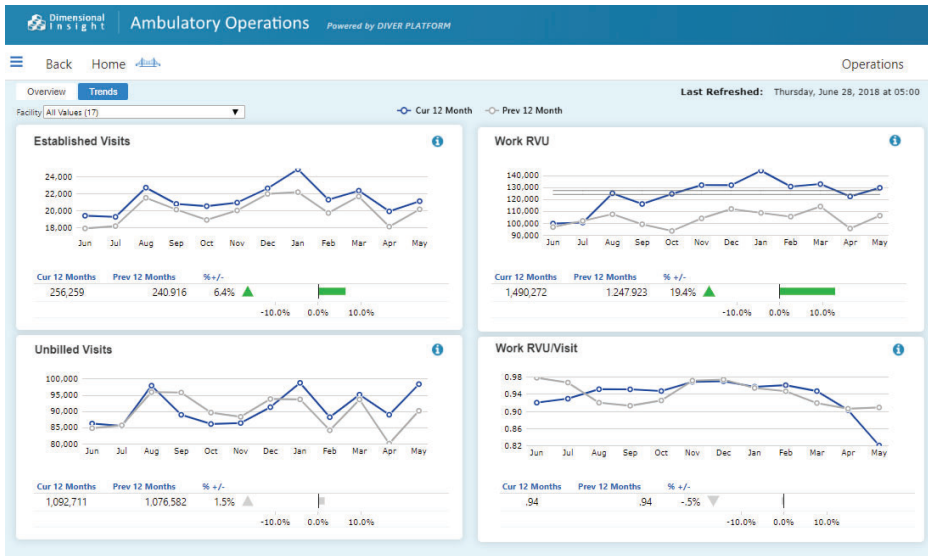 Dimensional Insight Ambulatory Operations Powered by DIVER PLATFORM
Back Home Operations
Overview Trends Last Refreshed: Thursday, June 28, 2018 at 05:00
Facility All Values (17) Cur 12 Month Prev 12 Month
Established Visits
24,000
22,000
20,000
18,000
Jun Jul Aug Sep Oct Nov Dec Jan Feb Mar Apr May
Cur 12 Months Prev 12 Months %+/-
256,259 240.916 6.4%
-10.0% 0.0% 10.0%
Work RVU
140.000
130.000
120.000
110.000
100.000
90.000
Jun Jul Aug Sep Oct Nov Dec Jan Feb Mar Apr May
Curr 12 Months Prev 12 Months % +/-
1,490,272 1.247.923 19.4%
-10.0% 0.0% 10.0%
Unbilled Visits
100,000
95,000
90,000
85,000
80,000
Jun Jul Aug Sep Oct Nov Dec Jan Feb Mar Apr May
Cur 12 Months Prev 12 Months % +/-
1,092,711 1,076,582 1.5%
-10.0% 0.0% 10.0%
Work RVU/Visit
0.98
0.94
0.90
0.86
0.82
Jun Jul Aug Sep Oct Nov Dec Jan Feb Mar Apr May
Cur 12 Months Prev 12 Months % +/-
.94 .94 -.5%
-10.0% 0.0% 10.0%